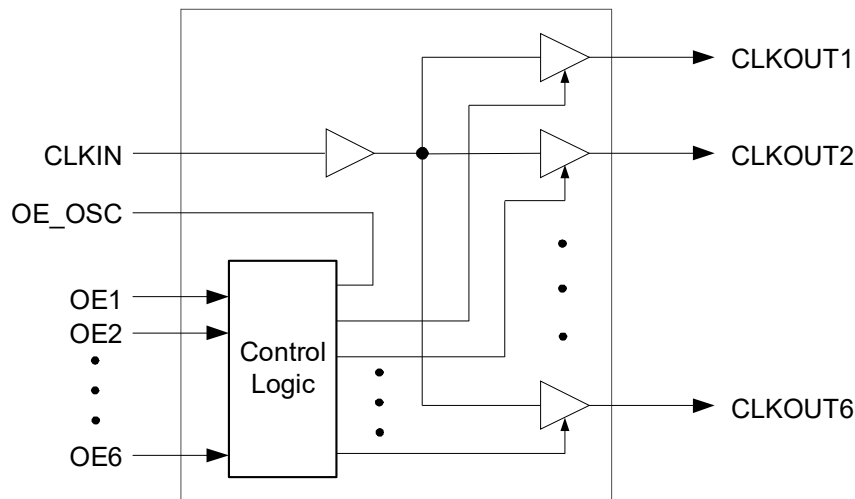 CLKOUT1
CLKIN
CLKOUT2
OE_OSC
OE1
OE2
Control
Logic
CLKOUT6
OE6